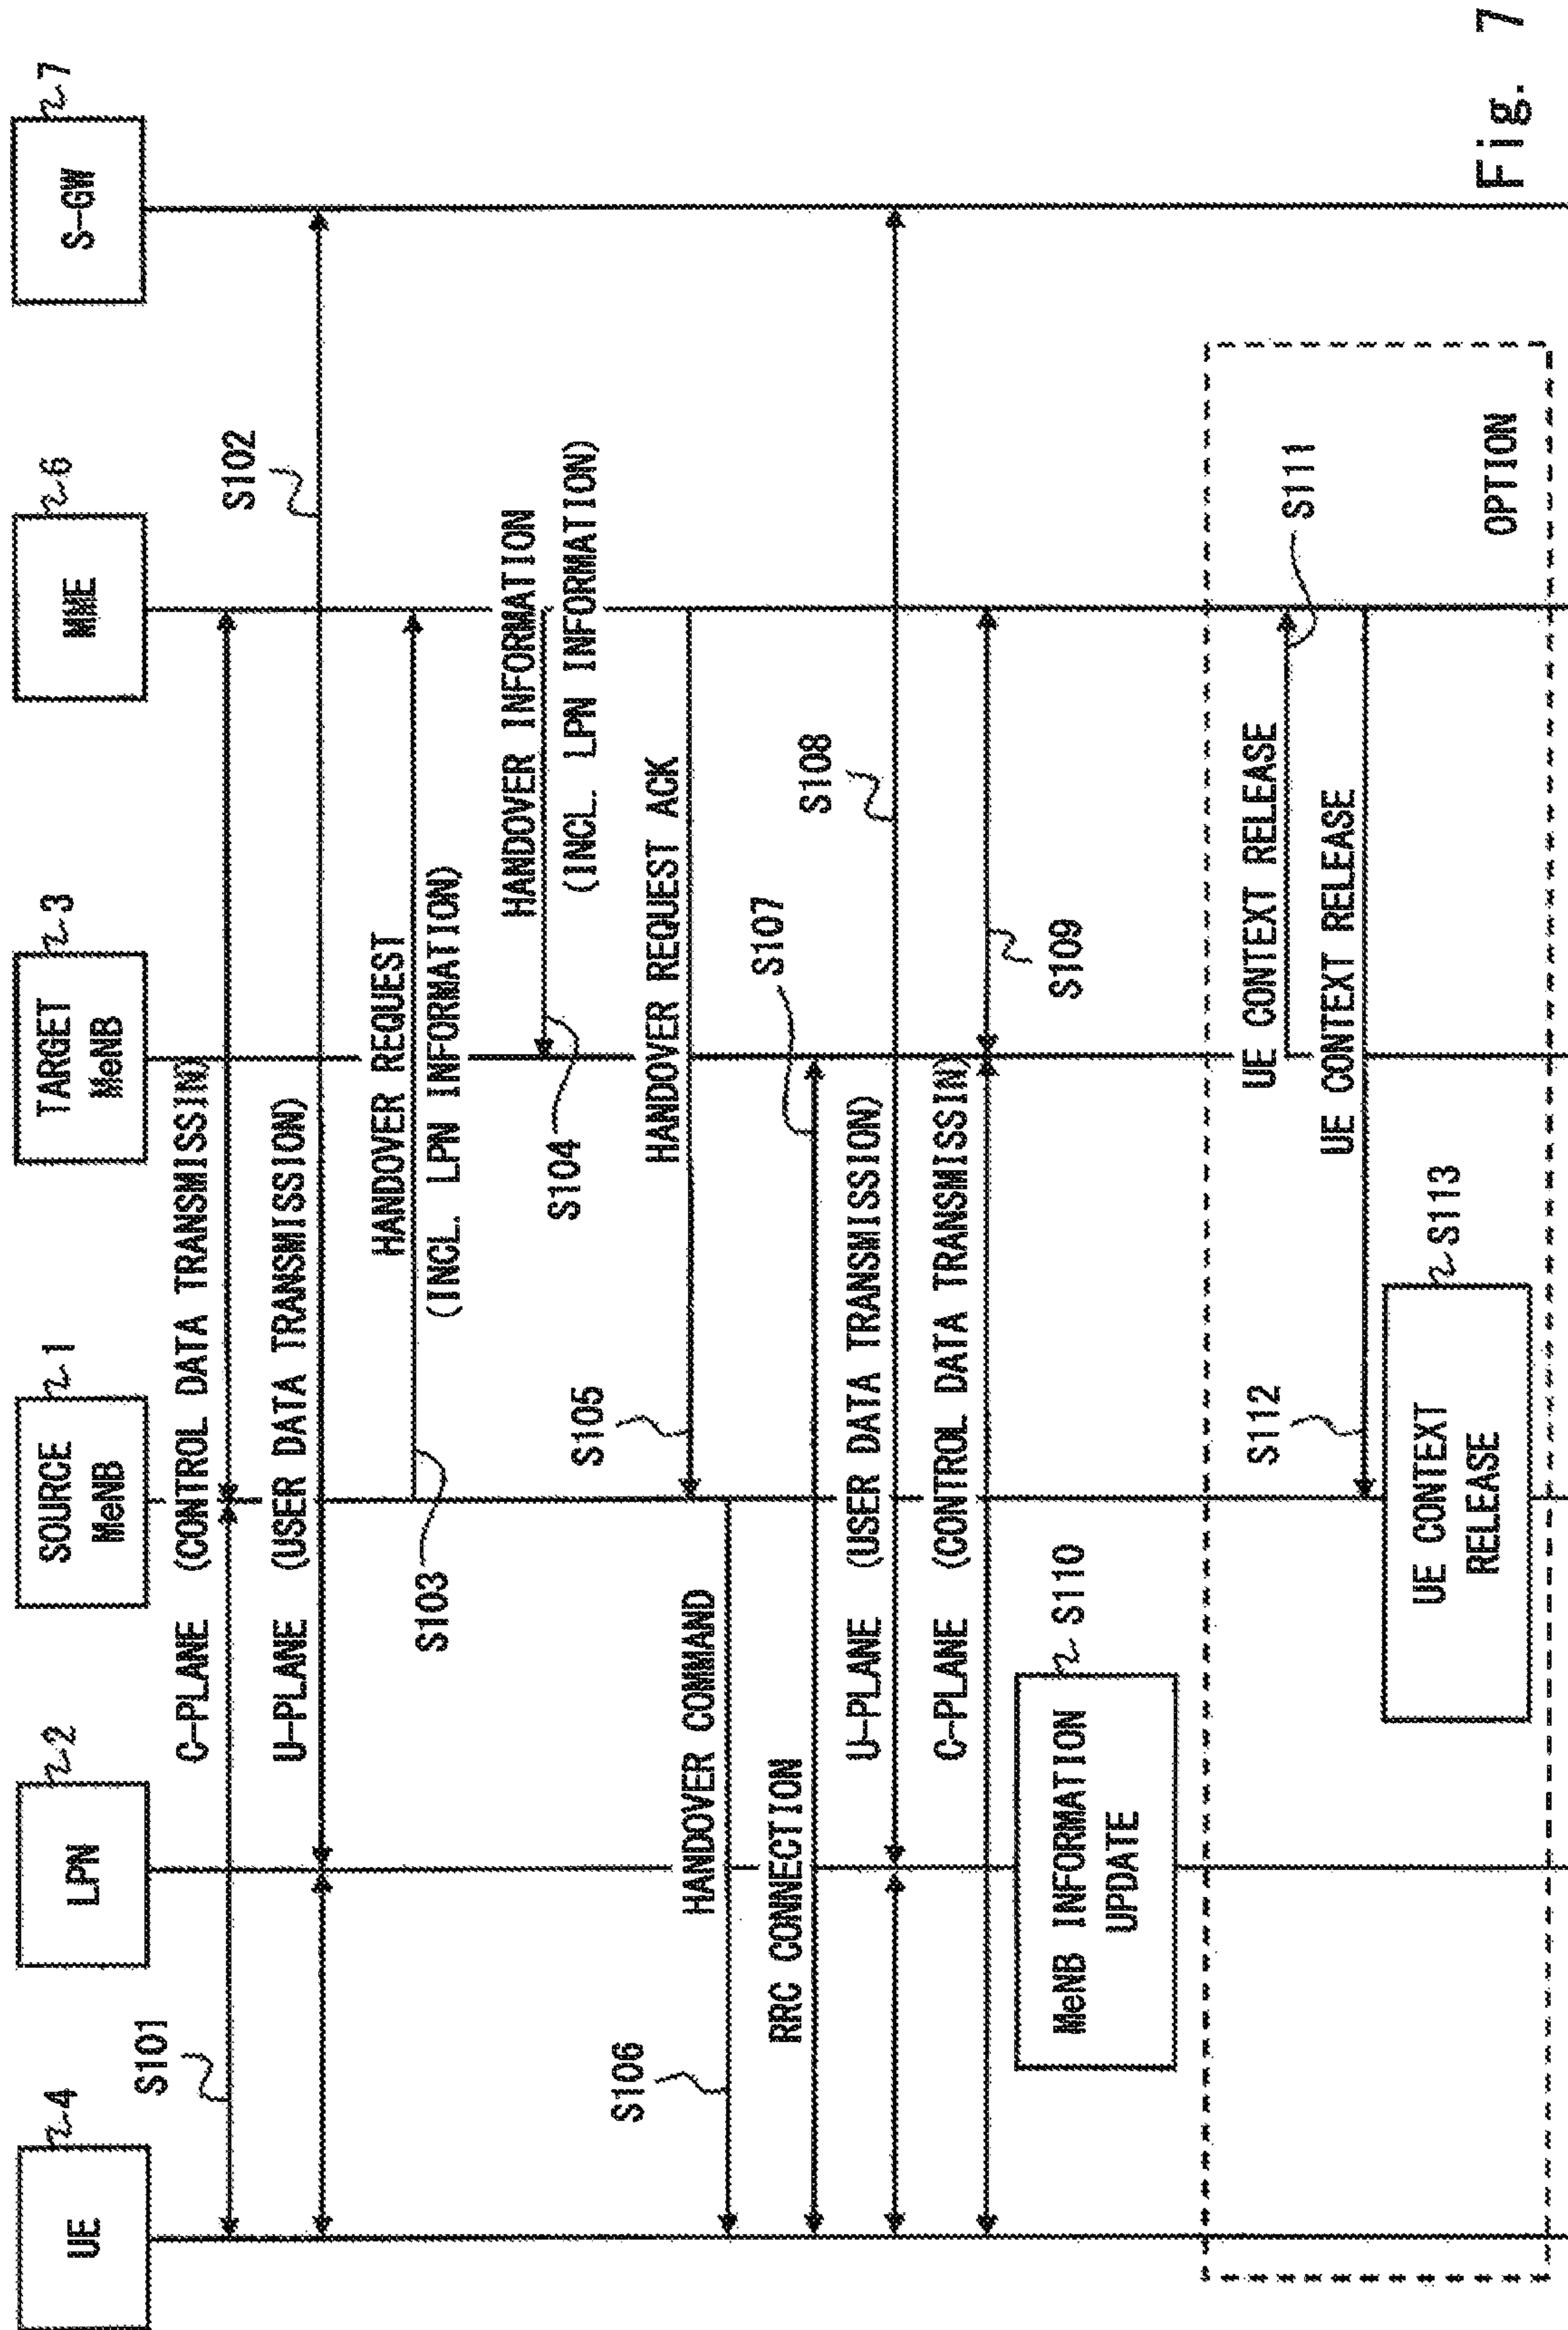 UE
4
LPN
2
SOURCE
MeNB
1
TARGET
MeNB
3
MME
6
S-GW
7
S101
C-PLANE (CONTROL DATA TRANSMISSIN)
S102
U-PLANE (USER DATA TRANSMISSION)
HANDOVER REQUEST
(INCL. LPN INFORMATION)
S103
HANDOVER INFORMATION
(INCL. LPN INFORMATION)
S104
HANDOVER REQUEST ACK
S105
HANDOVER COMMAND
S106
RRC CONNECTION
S107
U-PLANE (USER DATA TRANSMISSION)
S108
C-PLANE (CONTROL DATA TRANSMISSIN)
S109
MeNB INFORMATION
UPDATE
S110
UE CONTEXT RELEASE
S111
UE CONTEXT RELEASE
S112
UE CONTEXT
RELEASE
S113
OPTION
Fig. 7